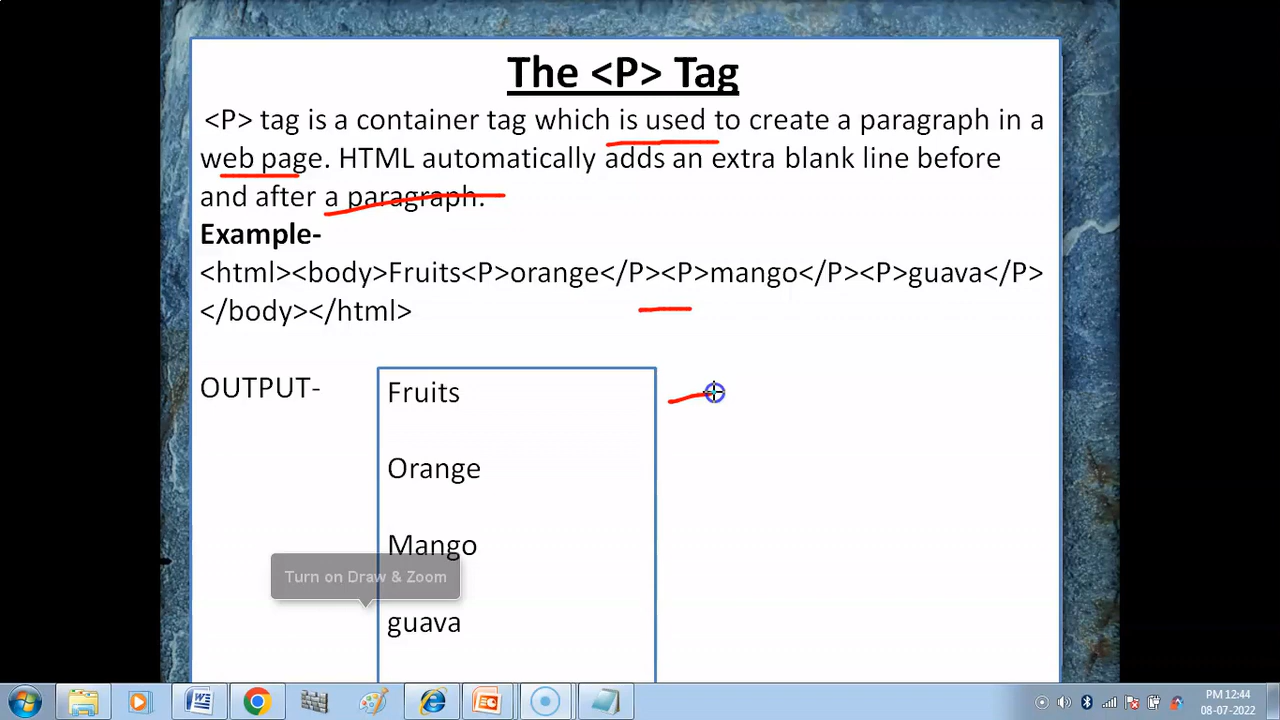 The <P> Tag
<P> tag is a container tag which is used to create a paragraph in a
web page. HTML automatically adds an extra blank line before
and after a paragraph.
Example-
<html><body>Fruits<P>orange</P><P>mango</P><P>guava</P>
</body></html>
OUTPUT-
Fruits
Orange
Mango
Turn on Draw & Zoom
guava
PM 12:44
08-07-2022